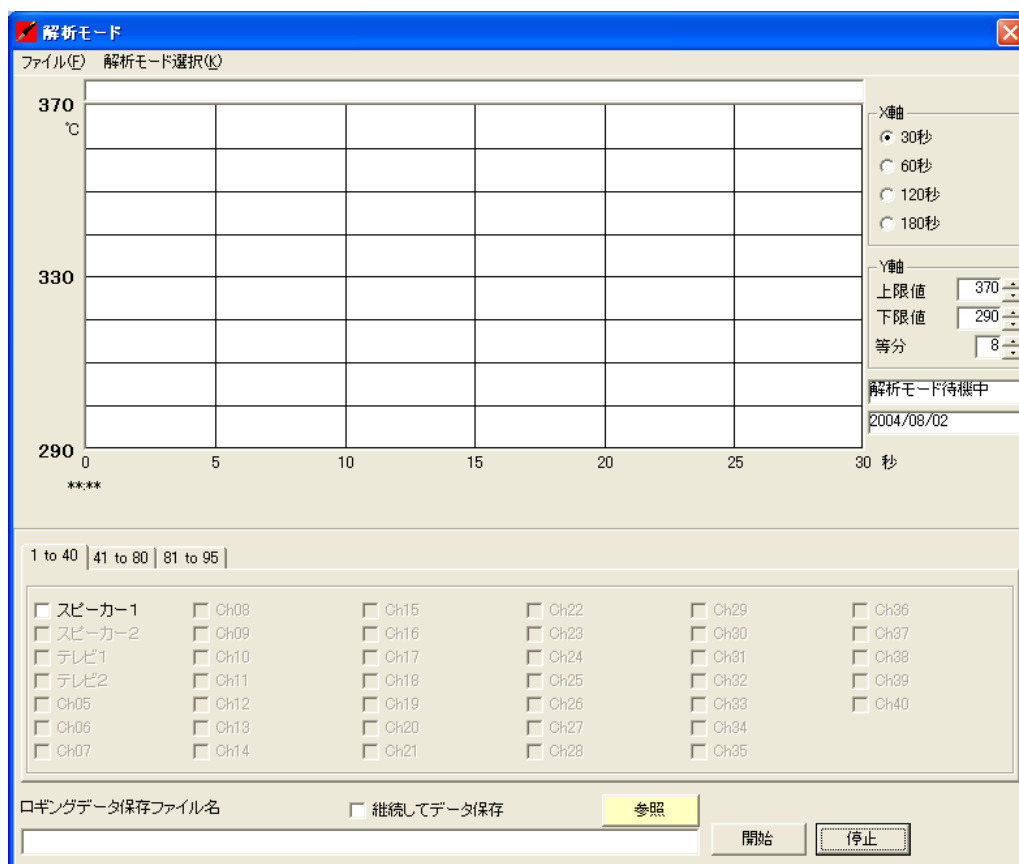 解析モード
ファイル(F) 解析モード選択(K)
370
℃
330
290
0 5 10 15 20 25 30 秒
**:**
X軸
30秒
60秒
120秒
180秒
Y軸
上限値 370
下限値 290
等分 8
解析モード待機中
2004/08/02
1 to 40 41 to 80 81 to 95
スピーカー1 Ch08 Ch15 Ch22 Ch29 Ch36
スピーカー2 Ch09 Ch16 Ch23 Ch30 Ch37
テレビ1 Ch10 Ch17 Ch24 Ch31 Ch38
テレビ2 Ch11 Ch18 Ch25 Ch32 Ch39
Ch05 Ch12 Ch19 Ch26 Ch33 Ch40
Ch06 Ch13 Ch20 Ch27 Ch34
Ch07 Ch14 Ch21 Ch28 Ch35
ロギングデータ保存ファイル名 継続してデータ保存 参照
開始 停止